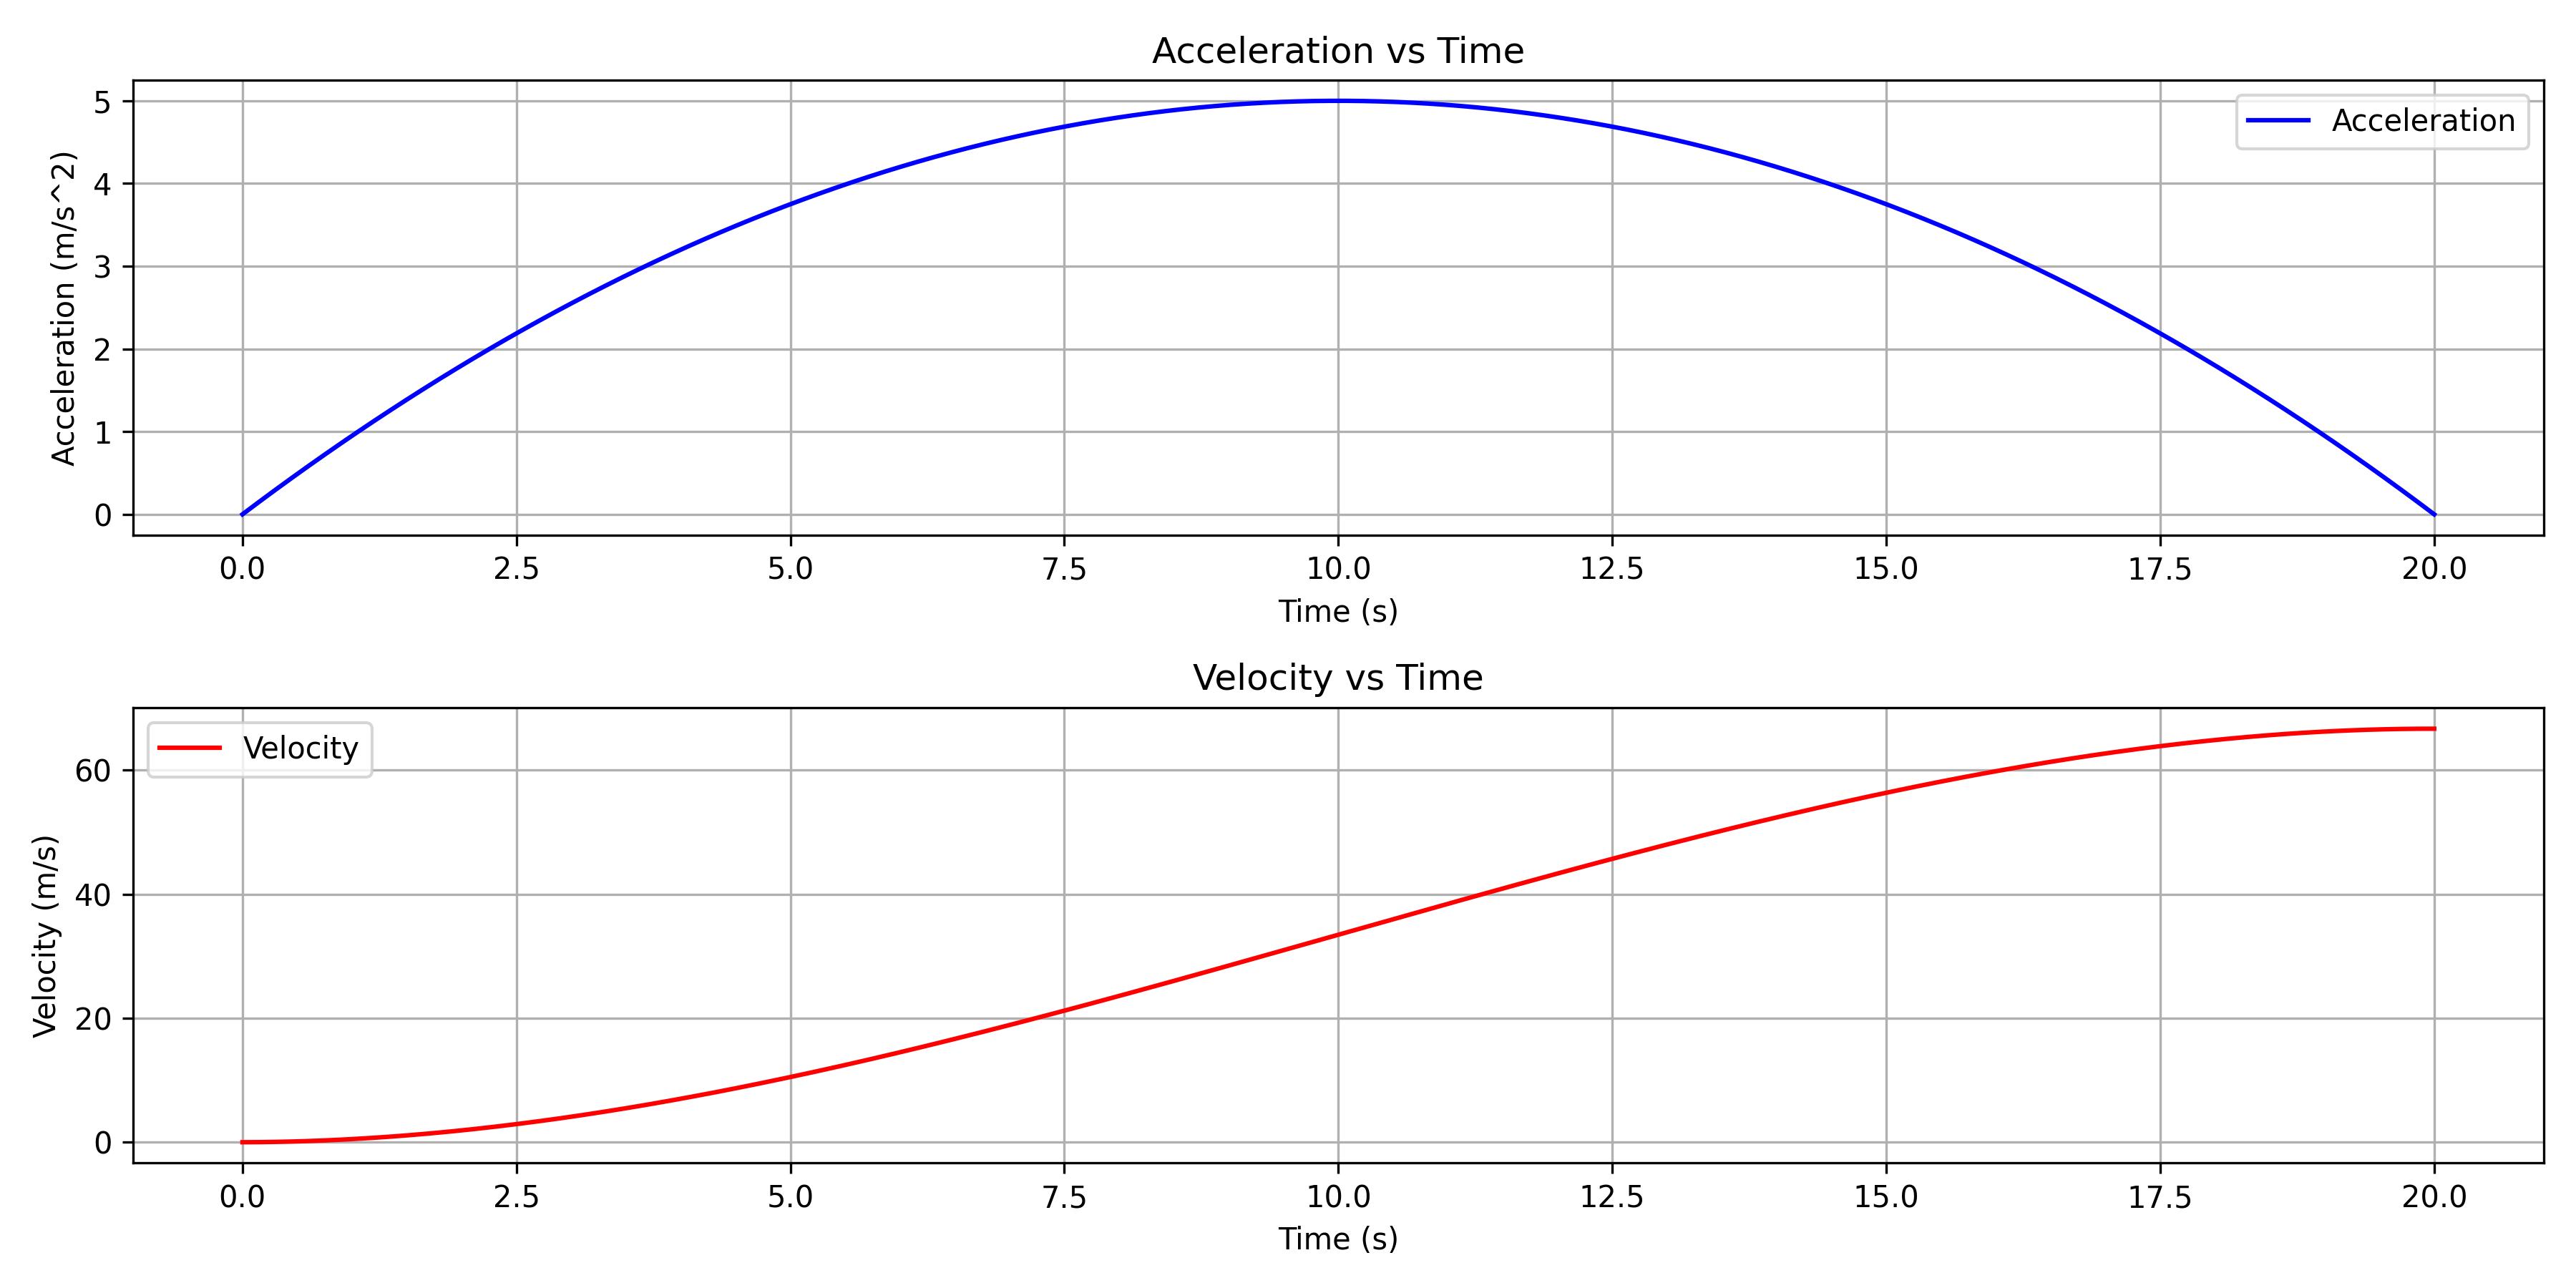 Acceleration vs Time
Acceleration (m/s^2)
5
4
3
2
1
0
Acceleration
0.0 2.5 5.0 7.5 10.0 12.5 15.0 17.5 20.0
Time (s)
Velocity vs Time
Velocity (m/s)
60
40
20
0
Velocity
0.0 2.5 5.0 7.5 10.0 12.5 15.0 17.5 20.0
Time (s)